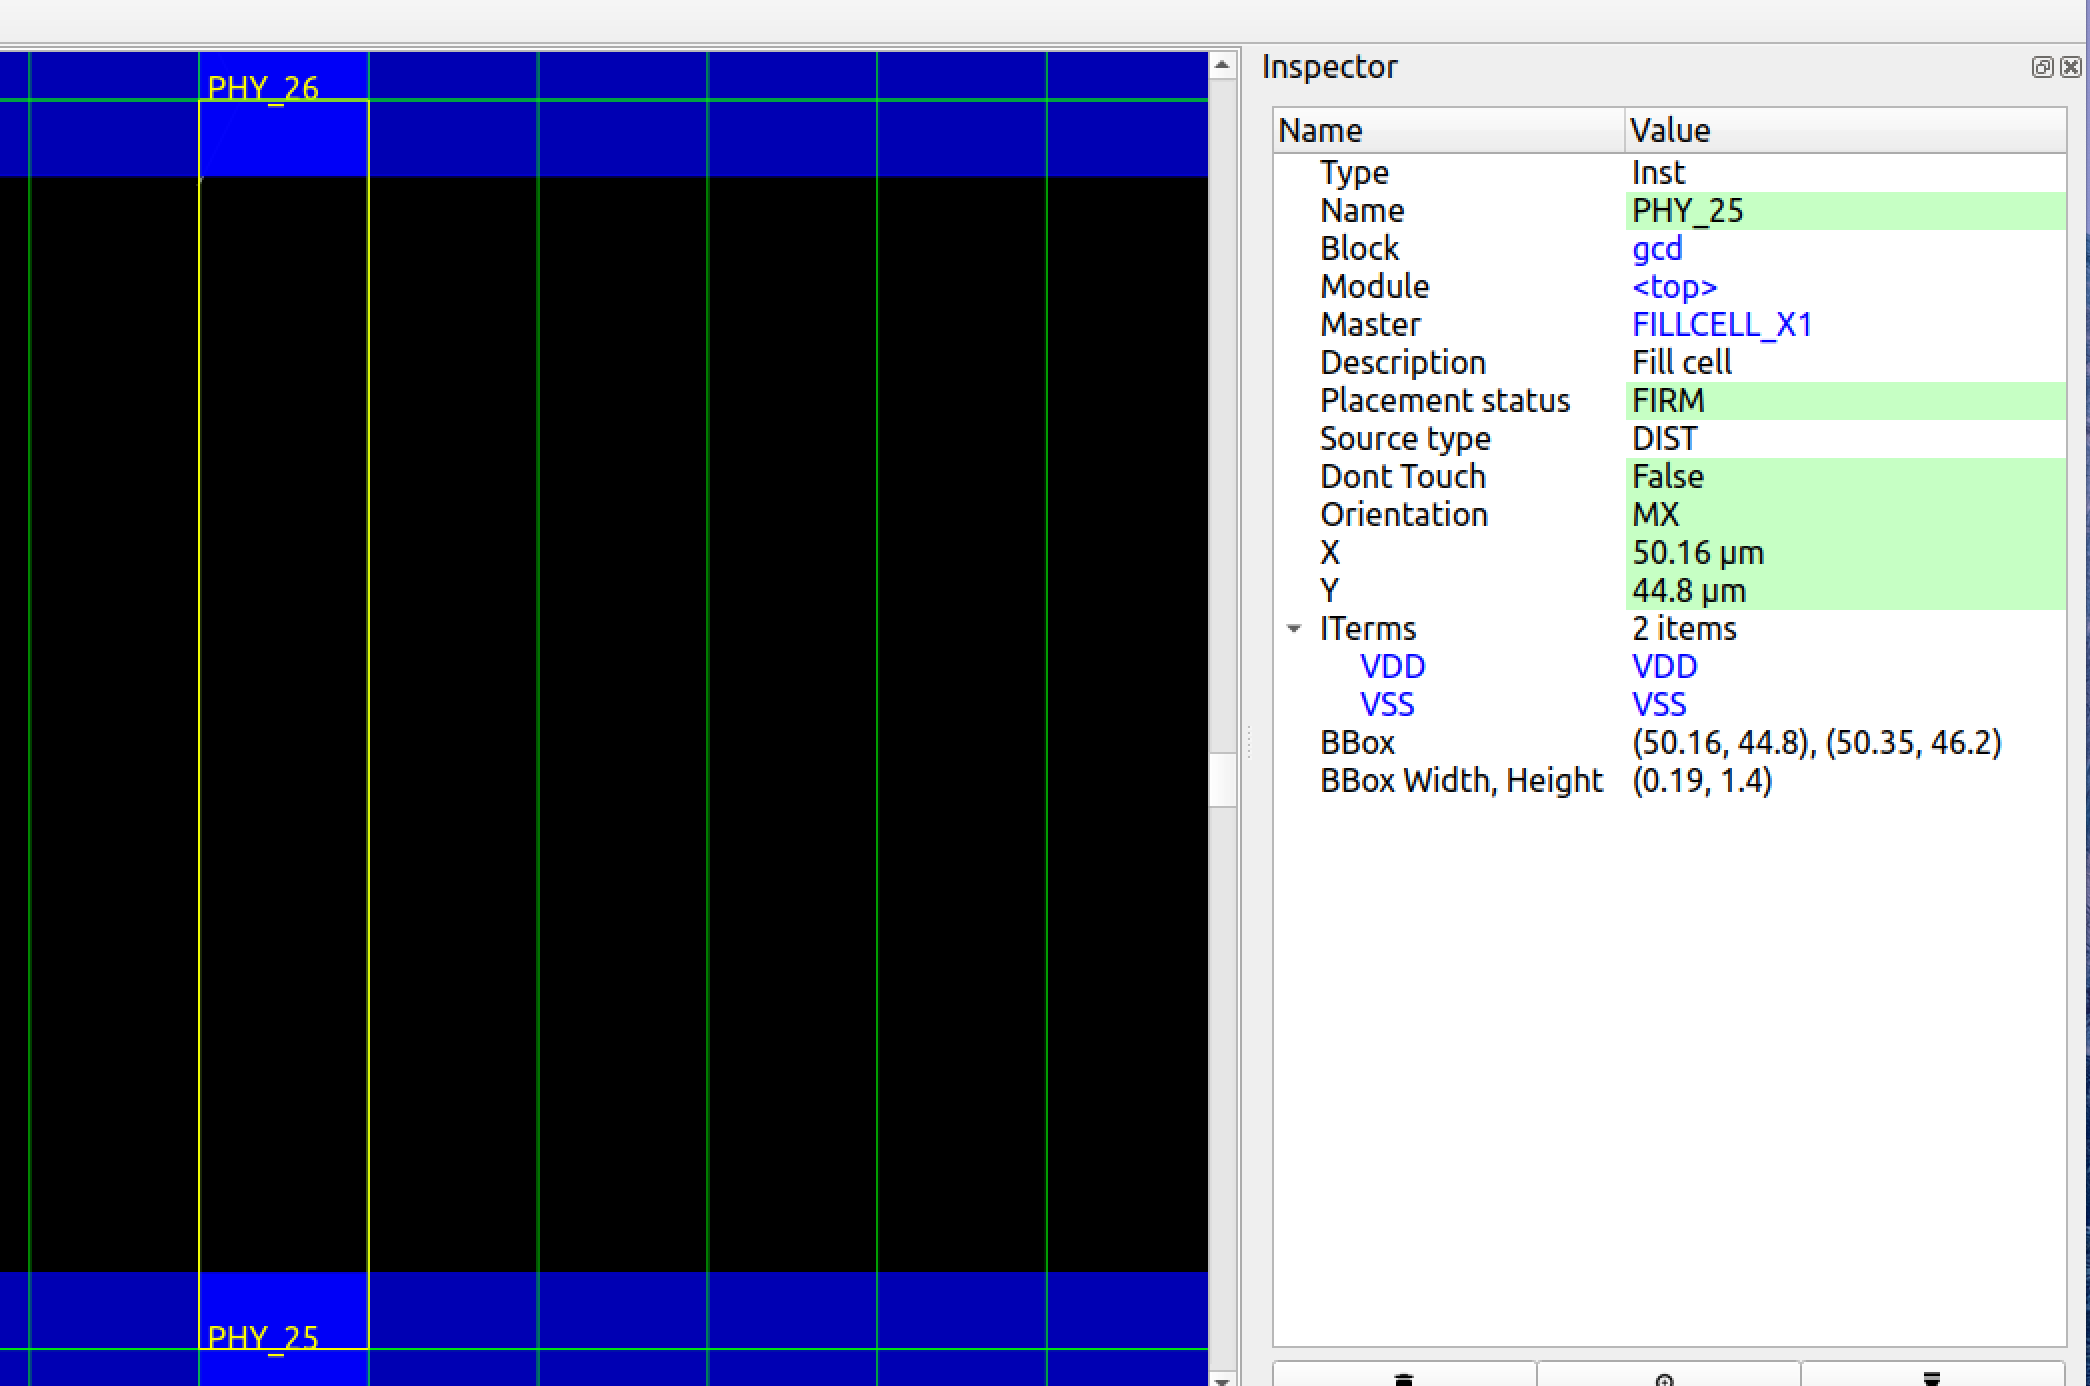 PHY_26
PHY_25
Inspector
Name Value
Type Inst
Name PHY_25
Block gcd
Module <top>
Master FILLCELL_X1
Description Fill cell
Placement status FIRM
Source type DIST
Dont Touch False
Orientation MX
X 50.16 µm
Y 44.8 µm
ITerms 2 items
VDD VDD
VSS VSS
BBox (50.16, 44.8), (50.35, 46.2)
BBox Width, Height (0.19, 1.4)